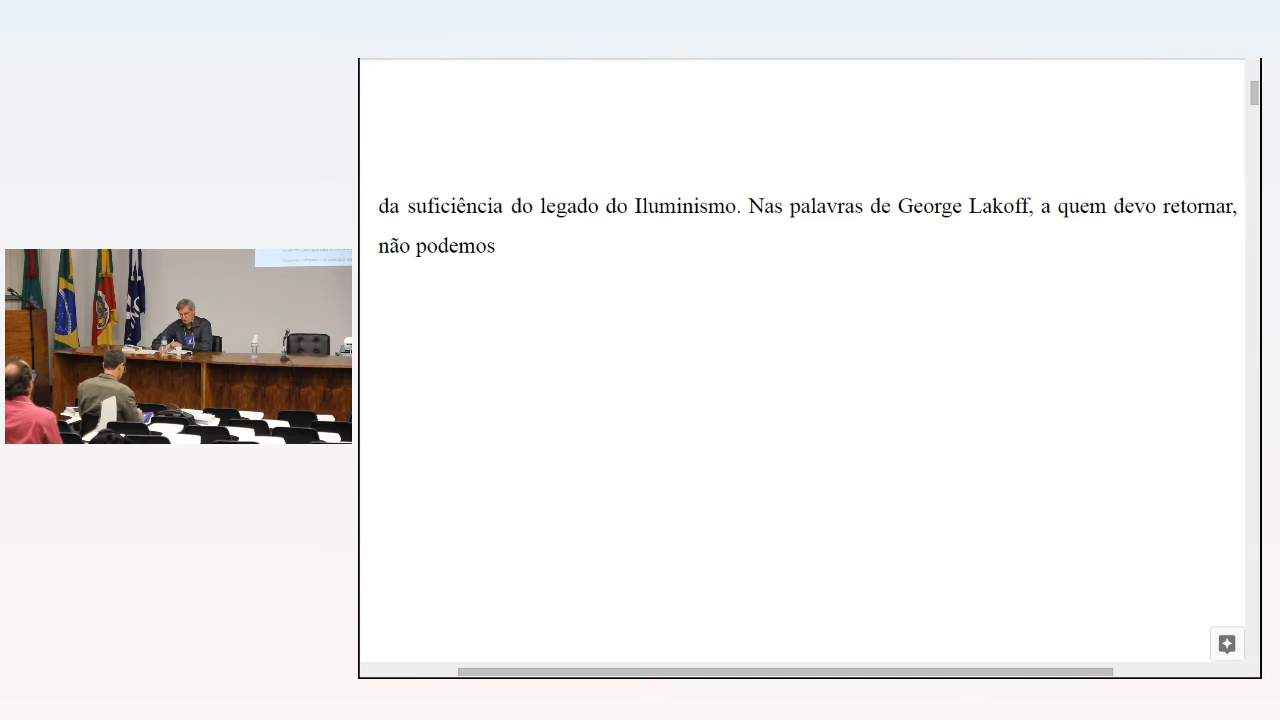 da suficiência do legado do Iluminismo. Nas palavras de George Lakoff, a quem devo retornar,
não podemos